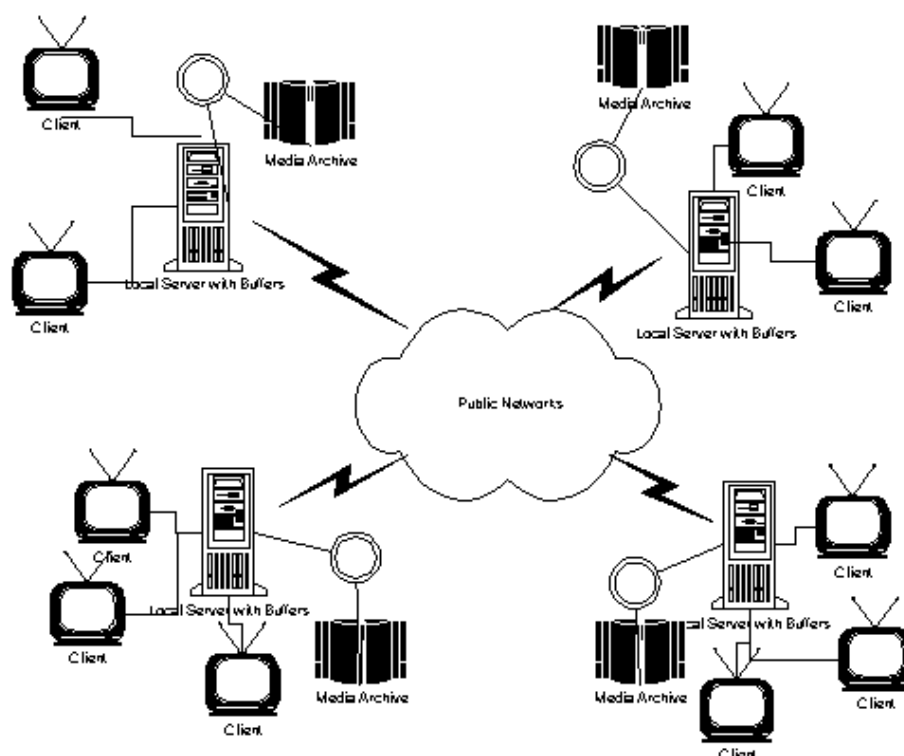 Media Archive
Client
Media Archive
Client
Local Server with Buffers
Client
Client
Local Server with Buffers
Public Networks
Client
Client
Local Server with Buffers
Client
ocal Server with Buffers
Client
Client
Media Archive
Media Archive
Client
Client